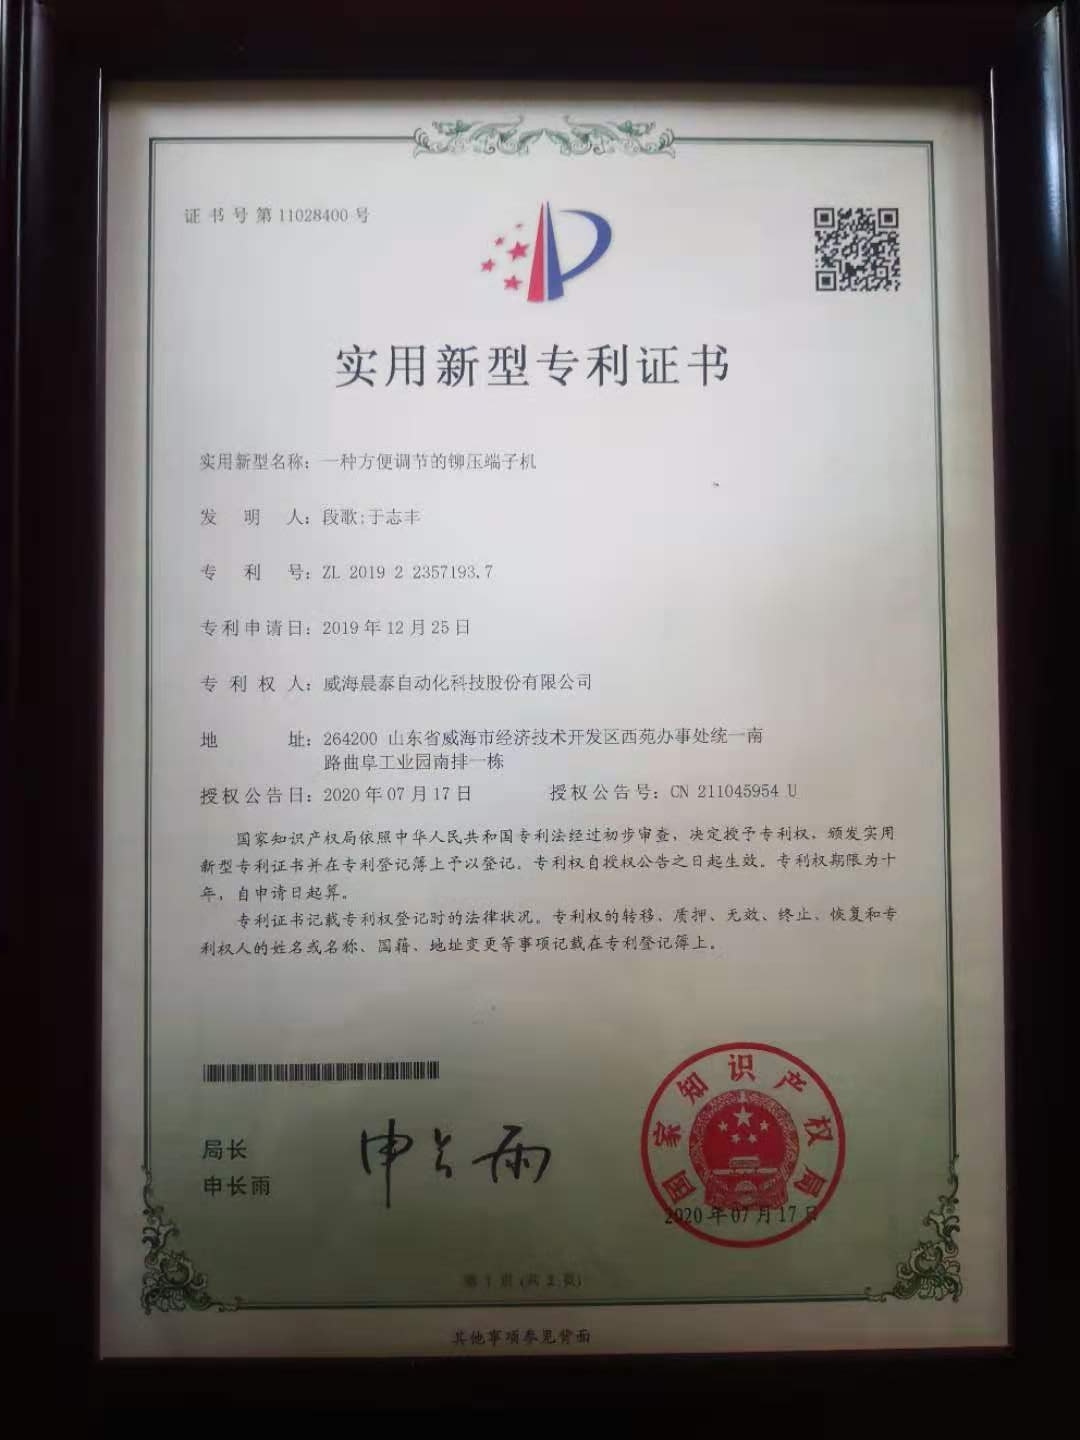 证书号第11028400号
实用新型专利证书
实用新型名称：一种方便调节的铆压端子机
发明人：段歌;于志丰
专利号：ZL 2019 2 2357193.7
专利申请日：2019年12月25日
专利权人：威海晨泰自动化科技股份有限公司
地址：264200 山东省威海市经济技术开发区西苑办事处统一南
路曲阜工业园南排一栋
授权公告日：2020年07月17日 授权公告号：CN 211045954 U
国家知识产权局依照中华人民共和国专利法经过初步审查，决定授予专利权，颁发实用
新型专利证书并在专利登记簿上予以登记。专利权自授权公告之日起生效。专利权期限为十
年，自申请日起算。
专利证书记载专利权登记时的法律状况。专利权的转移、质押、无效、终止、恢复和专
利权人的姓名或名称、国籍、地址变更等事项记载在专利登记簿上。
局长
申长雨
申长雨
国家知识产权局
2020年07月17日
第1页(共2页)
其他事项参见背面